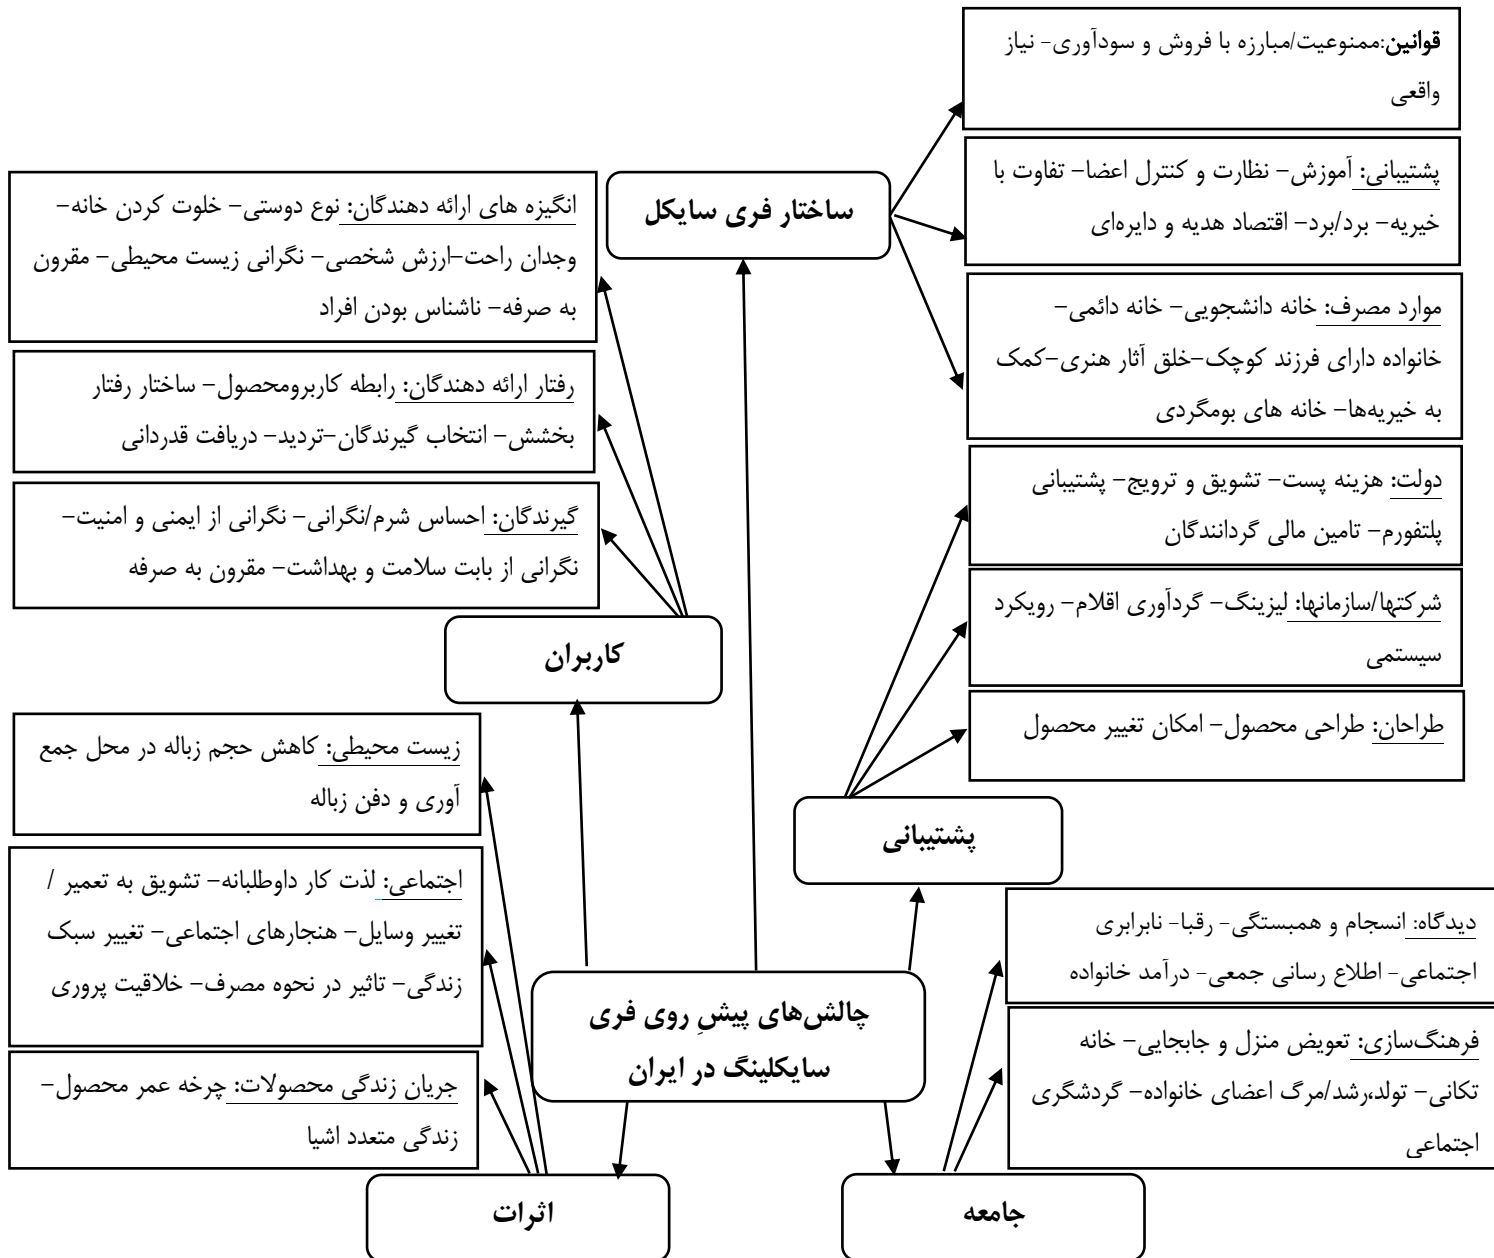 قوانین:ممنوعیت/مبارزه با فروش و سودآوری- نیاز
واقعی
پشتیبانی: آموزش– نظارت و کنترل اعضا– تفاوت با
خیریه– برد/برد– اقتصاد هدیه و دایره‌ای
موارد مصرف: خانه دانشجویی– خانه دائمی–
خانواده دارای فرزند کوچک–خلق آثار هنری–کمک
به خیریه‌ها– خانه های بومگردی
ساختار فری سایکل
انگیزه های ارائه دهندگان: نوع دوستی– خلوت کردن خانه–
وجدان راحت–ارزش شخصی– نگرانی زیست محیطی– مقرون
به صرفه– ناشناس بودن افراد
رفتار ارائه دهندگان: رابطه کاربرومحصول– ساختار رفتار
بخشش– انتخاب گیرندگان–تردید– دریافت قدردانی
گیرندگان: احساس شرم/نگرانی– نگرانی از ایمنی و امنیت–
نگرانی از بابت سلامت و بهداشت– مقرون به صرفه
کاربران
دولت: هزینه پست– تشویق و ترویج– پشتیبانی
پلتفورم– تامین مالی گردانندگان
شرکتها/سازمانها: لیزینگ– گردآوری اقلام– رویکرد
سیستمی
طراحان: طراحی محصول– امکان تغییر محصول
پشتیبانی
زیست محیطی: کاهش حجم زباله در محل جمع
آوری و دفن زباله
اجتماعی: لذت کار داوطلبانه– تشویق به تعمیر /
تغییر وسایل– هنجارهای اجتماعی– تغییر سبک
زندگی– تاثیر در نحوه مصرف– خلاقیت پروری
جریان زندگی محصولات: چرخه عمر محصول–
زندگی متعدد اشیا
اثرات
چالش‌های پیشِ روی فری
سایکلینگ در ایران
دیدگاه: انسجام و همبستگی- رقبا- نابرابری
اجتماعی- اطلاع رسانی جمعی- درآمد خانواده
فرهنگ‌سازی: تعویض منزل و جابجایی– خانه
تکانی– تولد،رشد/مرگ اعضای خانواده– گردشگری
اجتماعی
جامعه